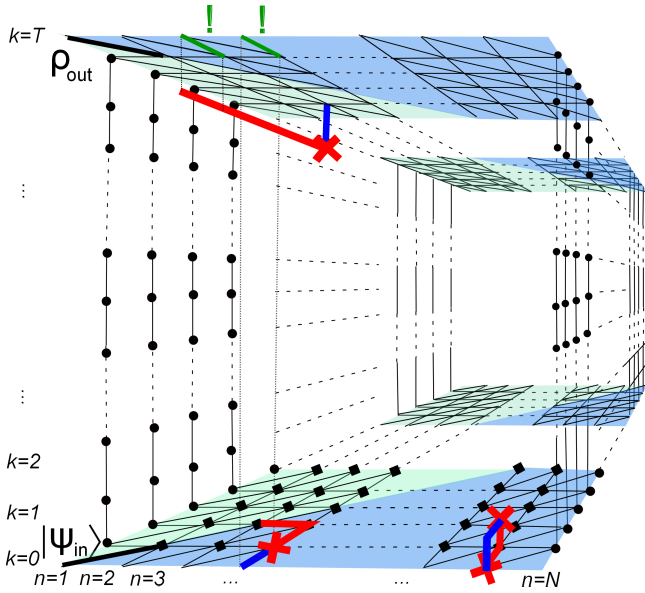 ! !
k=T
ρout
...
...
k=2
k=1
|ψin⟩
k=0
n=1 n=2 n=3 ... ... n=N